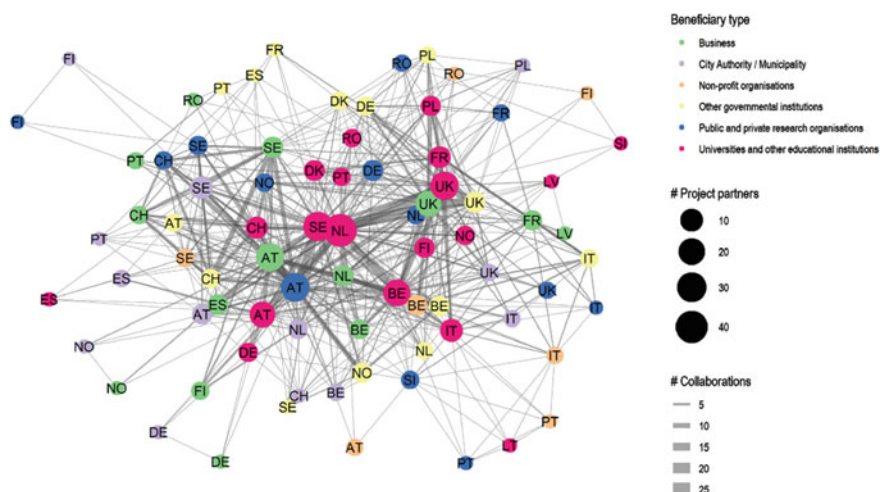 Beneficiary type
Business
City Authority / Municipality
Non-profit organisations
Other governmental institutions
Public and private research organisations
Universities and other educational institutions
# Project partners
10
20
30
40
# Collaborations
5
10
15
20
25
FI
FR
PL
RO
RO
PL
ES
PT
RO
DK
DE
PL
FR
FI
FI
SE
SE
RO
FR
SI
PT
CH
NO
DK
PT
DE
UK
LV
SE
UK
UK
CH
AT
CH
SE
NL
NL
NO
FR
LV
PT
SE
AT
FI
IT
ES
CH
NL
UK
ES
ES
AT
AT
AT
BE
BE
BE
UK
IT
NL
BE
IT
IT
NO
DE
NL
IT
NO
FI
NO
SI
SE
CH
BE
DE
AT
PT
LT
DE
PT